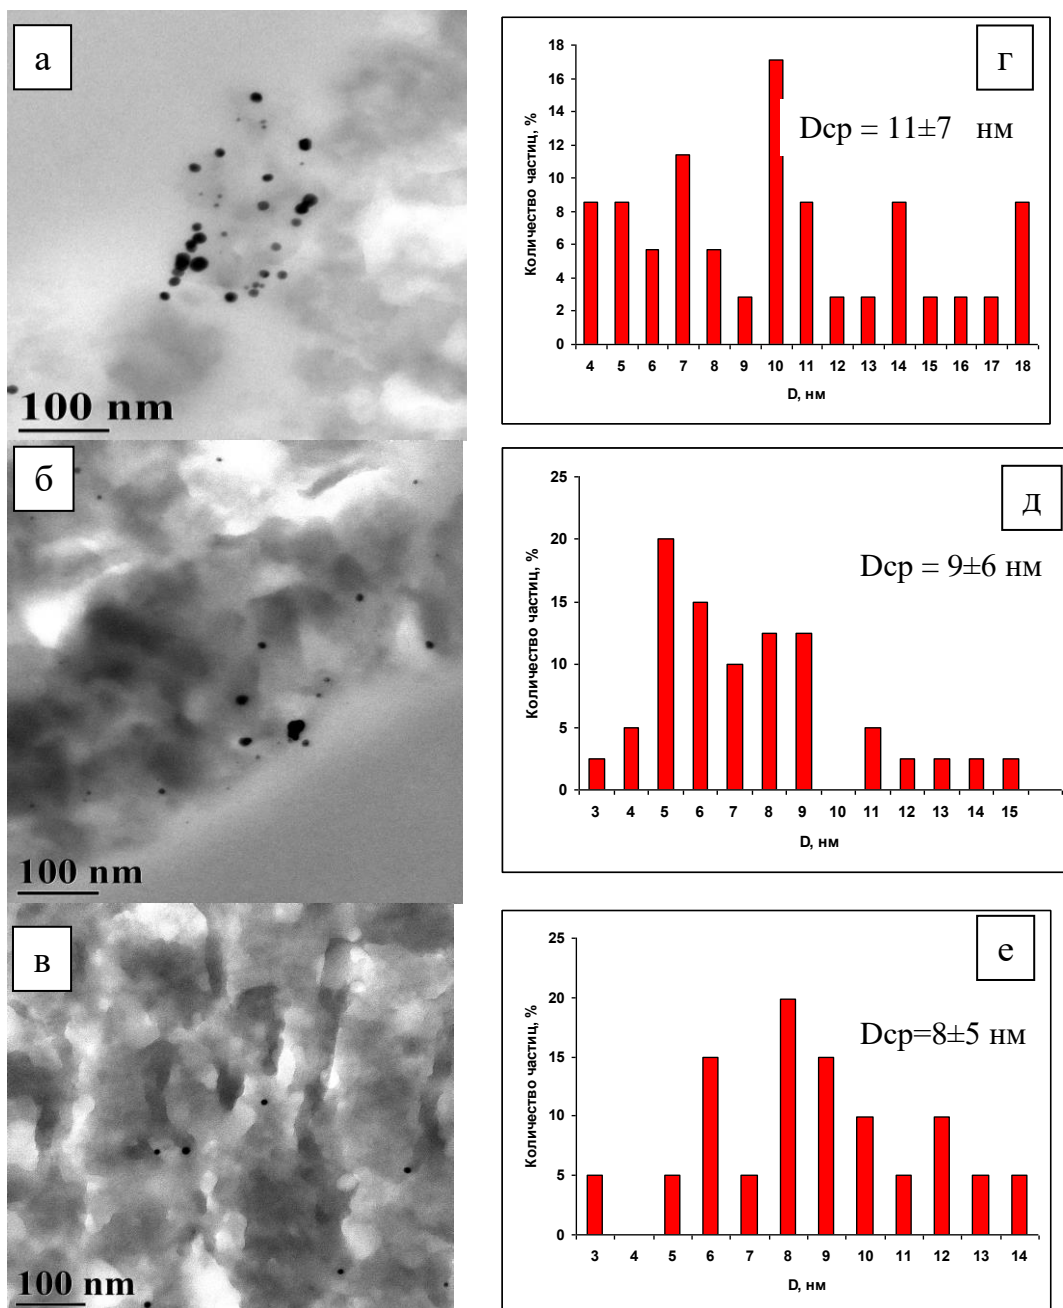 а
100 nm
г
Dср = 11±7 нм
Количество частиц, %
18
16
14
12
10
8
6
4
2
0
4 5 6 7 8 9 10 11 12 13 14 15 16 17 18
D, нм
б
100 nm
д
Dср = 9±6 нм
Количество частиц, %
25
20
15
10
5
0
3 4 5 6 7 8 9 10 11 12 13 14 15
D, нм
в
100 nm
е
Dср=8±5 нм
Количество частиц, %
25
20
15
10
5
0
3 4 5 6 7 8 9 10 11 12 13 14
D, нм